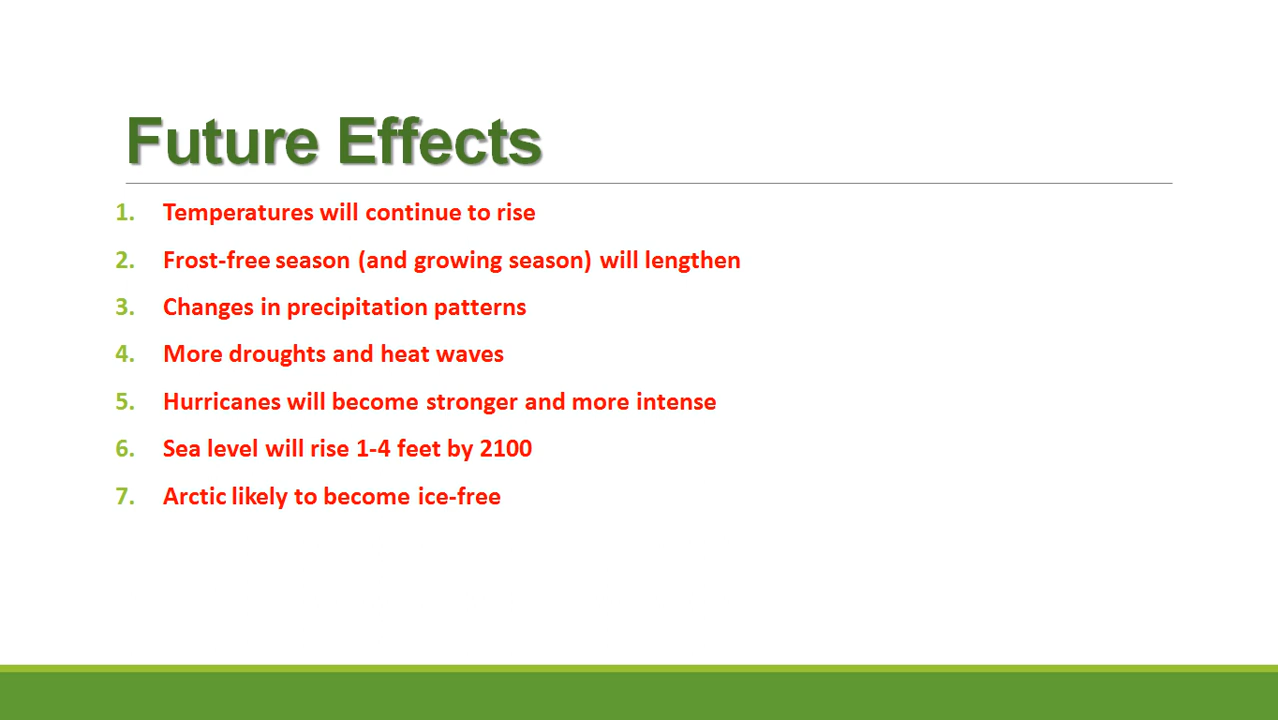 Future Effects
1. Temperatures will continue to rise
2. Frost-free season (and growing season) will lengthen
3. Changes in precipitation patterns
4. More droughts and heat waves
5. Hurricanes will become stronger and more intense
6. Sea level will rise 1-4 feet by 2100
7. Arctic likely to become ice-free